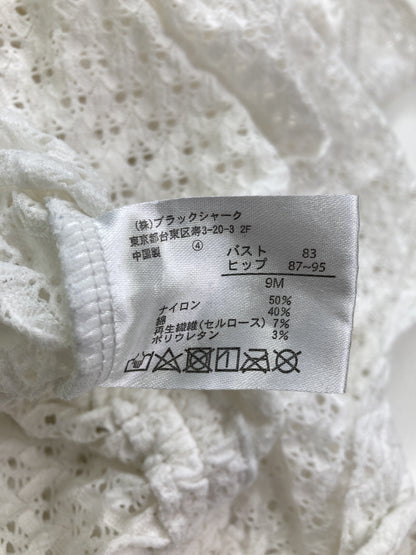 (株)ブラックシャーク
東京都台東区寿3-20-3 2F
中国製 ④
バスト 83
ヒップ 87~95
9M
ナイロン 50%
綿 40%
再生繊維(セルロース) 7%
ポリウレタン 3%